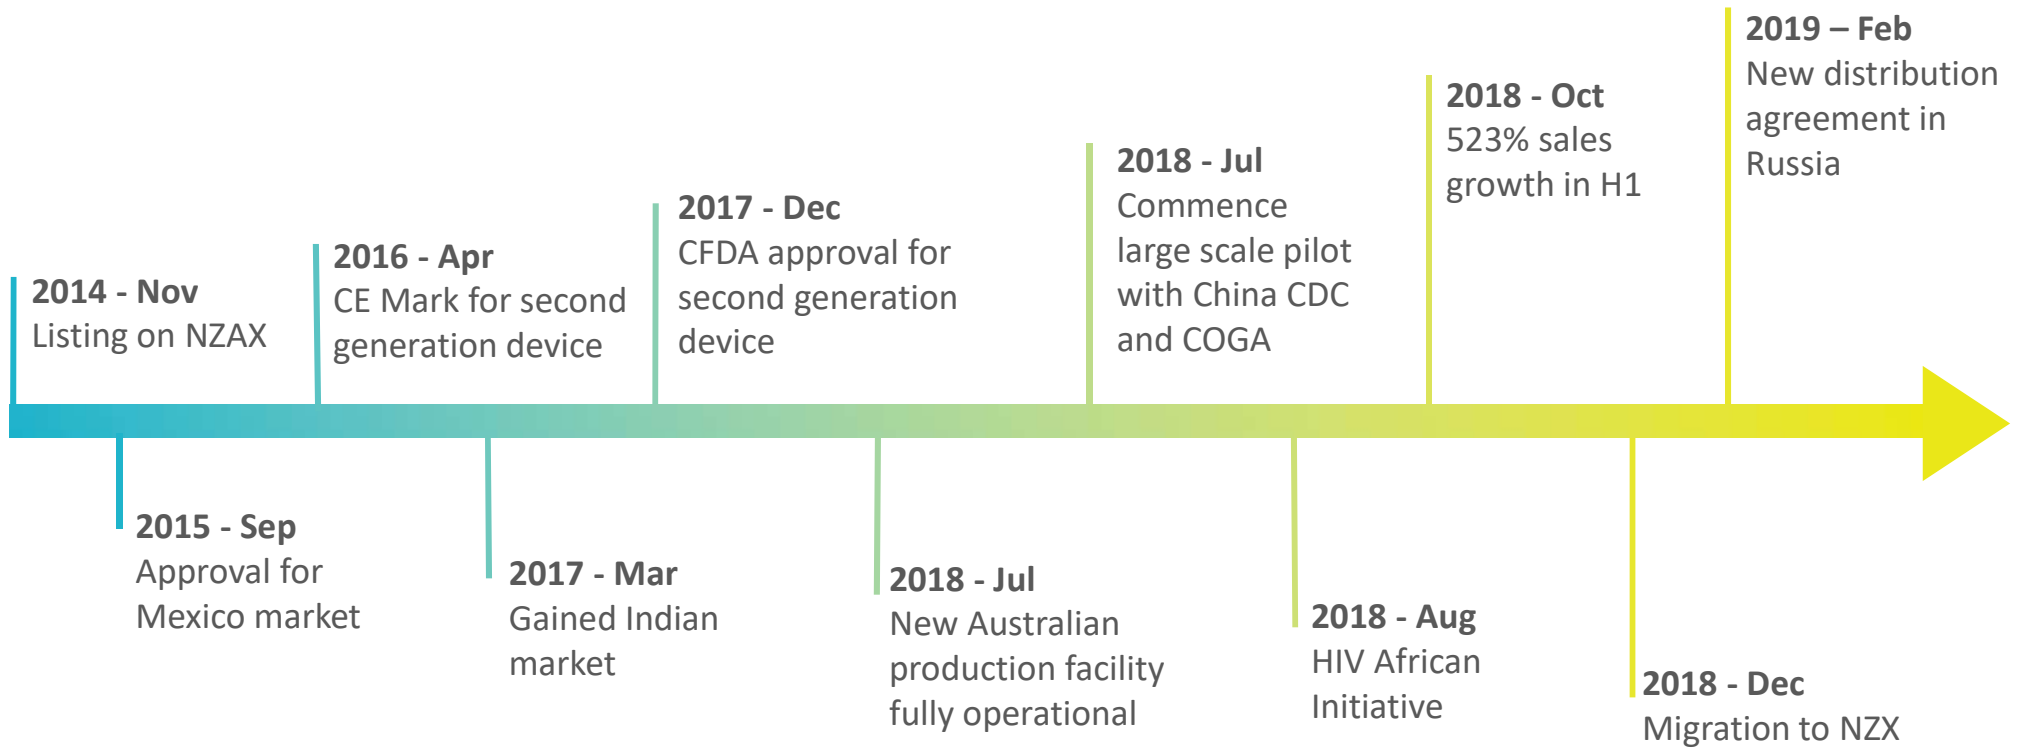 2014 - Nov
Listing on NZAX
2015 - Sep
Approval for
Mexico market
2016 - Apr
CE Mark for second
generation device
2017 - Mar
Gained Indian
market
2017 - Dec
CFDA approval for
second generation
device
2018 - Jul
New Australian
production facility
fully operational
2018 - Jul
Commence
large scale pilot
with China CDC
and COGA
2018 - Aug
HIV African
Initiative
2018 - Oct
523% sales
growth in H1
2018 - Dec
Migration to NZX
2019 – Feb
New distribution
agreement in
Russia